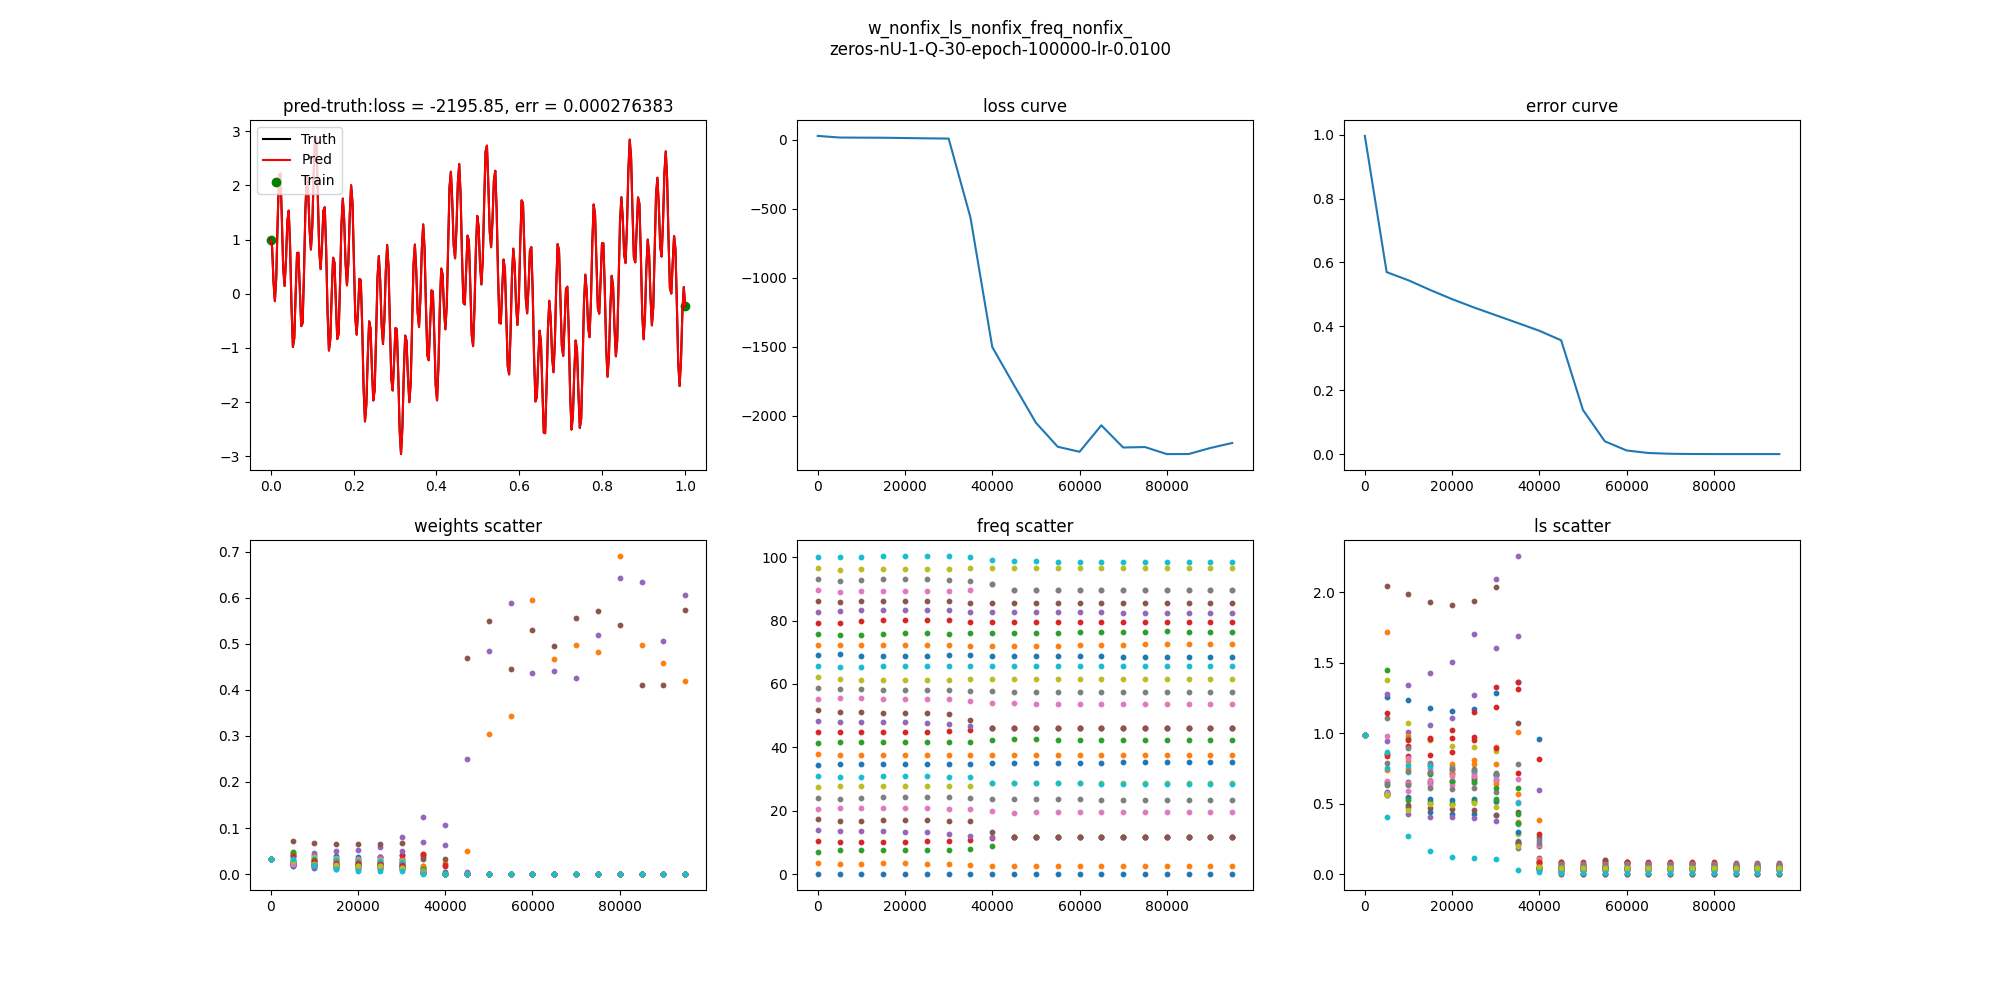 w_nonfix_ls_nonfix_freq_nonfix_
zeros-nU-1-Q-30-epoch-100000-lr-0.0100
pred-truth:loss = -2195.85, err = 0.000276383
Truth
Pred
Train
3
2
1
0
−1
−2
−3
0.0 0.2 0.4 0.6 0.8 1.0
loss curve
0
−500
−1000
−1500
−2000
0 20000 40000 60000 80000
error curve
1.0
0.8
0.6
0.4
0.2
0.0
0 20000 40000 60000 80000
weights scatter
0.7
0.6
0.5
0.4
0.3
0.2
0.1
0.0
0 20000 40000 60000 80000
freq scatter
100
80
60
40
20
0
0 20000 40000 60000 80000
ls scatter
2.0
1.5
1.0
0.5
0.0
0 20000 40000 60000 80000